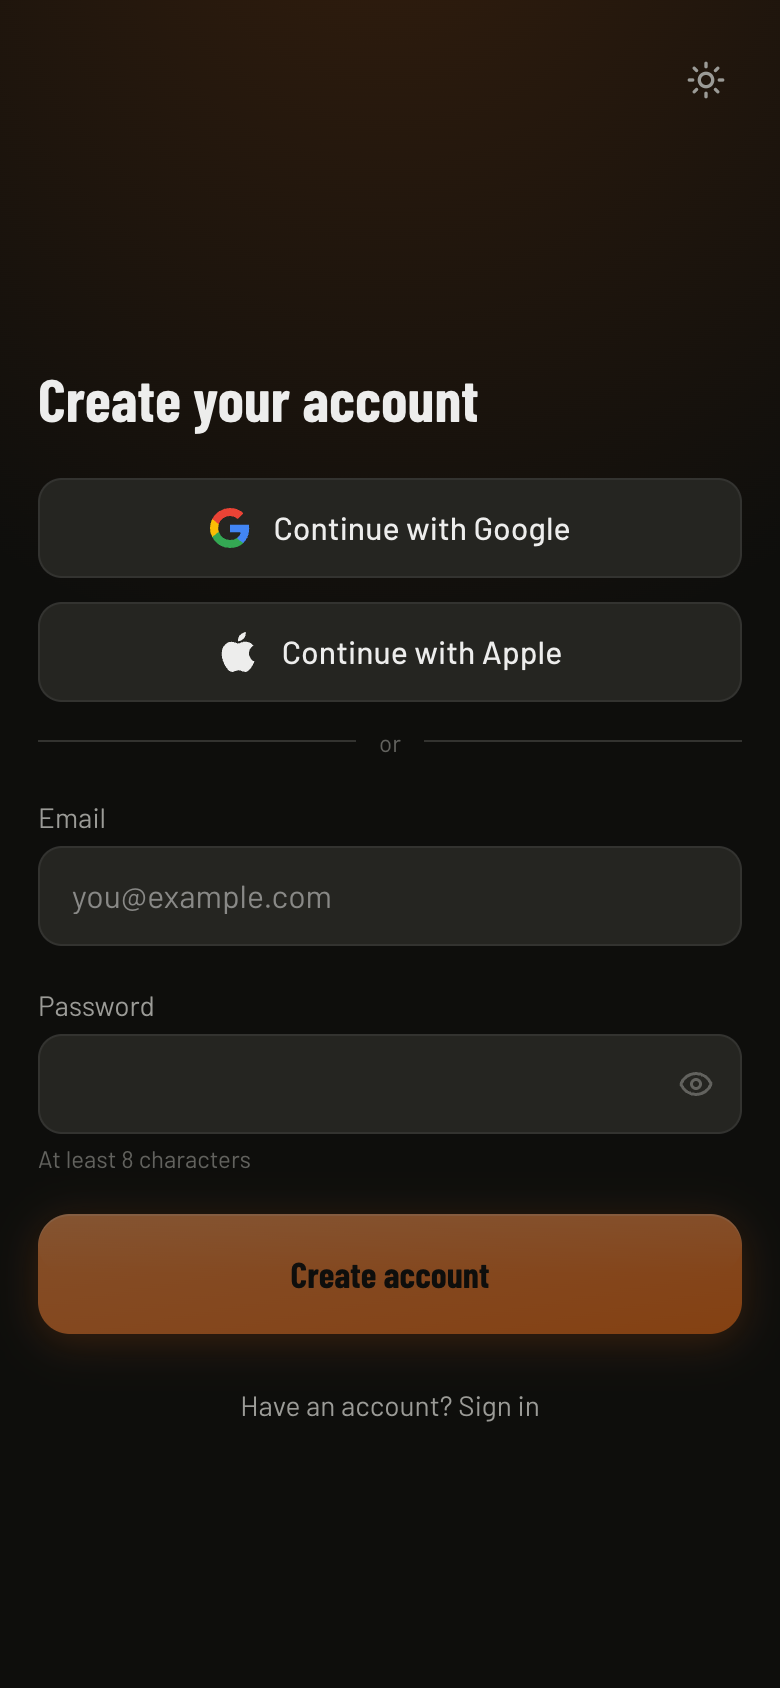 Create your account
Continue with Google
Continue with Apple
or
Email
you@example.com
Password
At least 8 characters
Create account
Have an account? Sign in